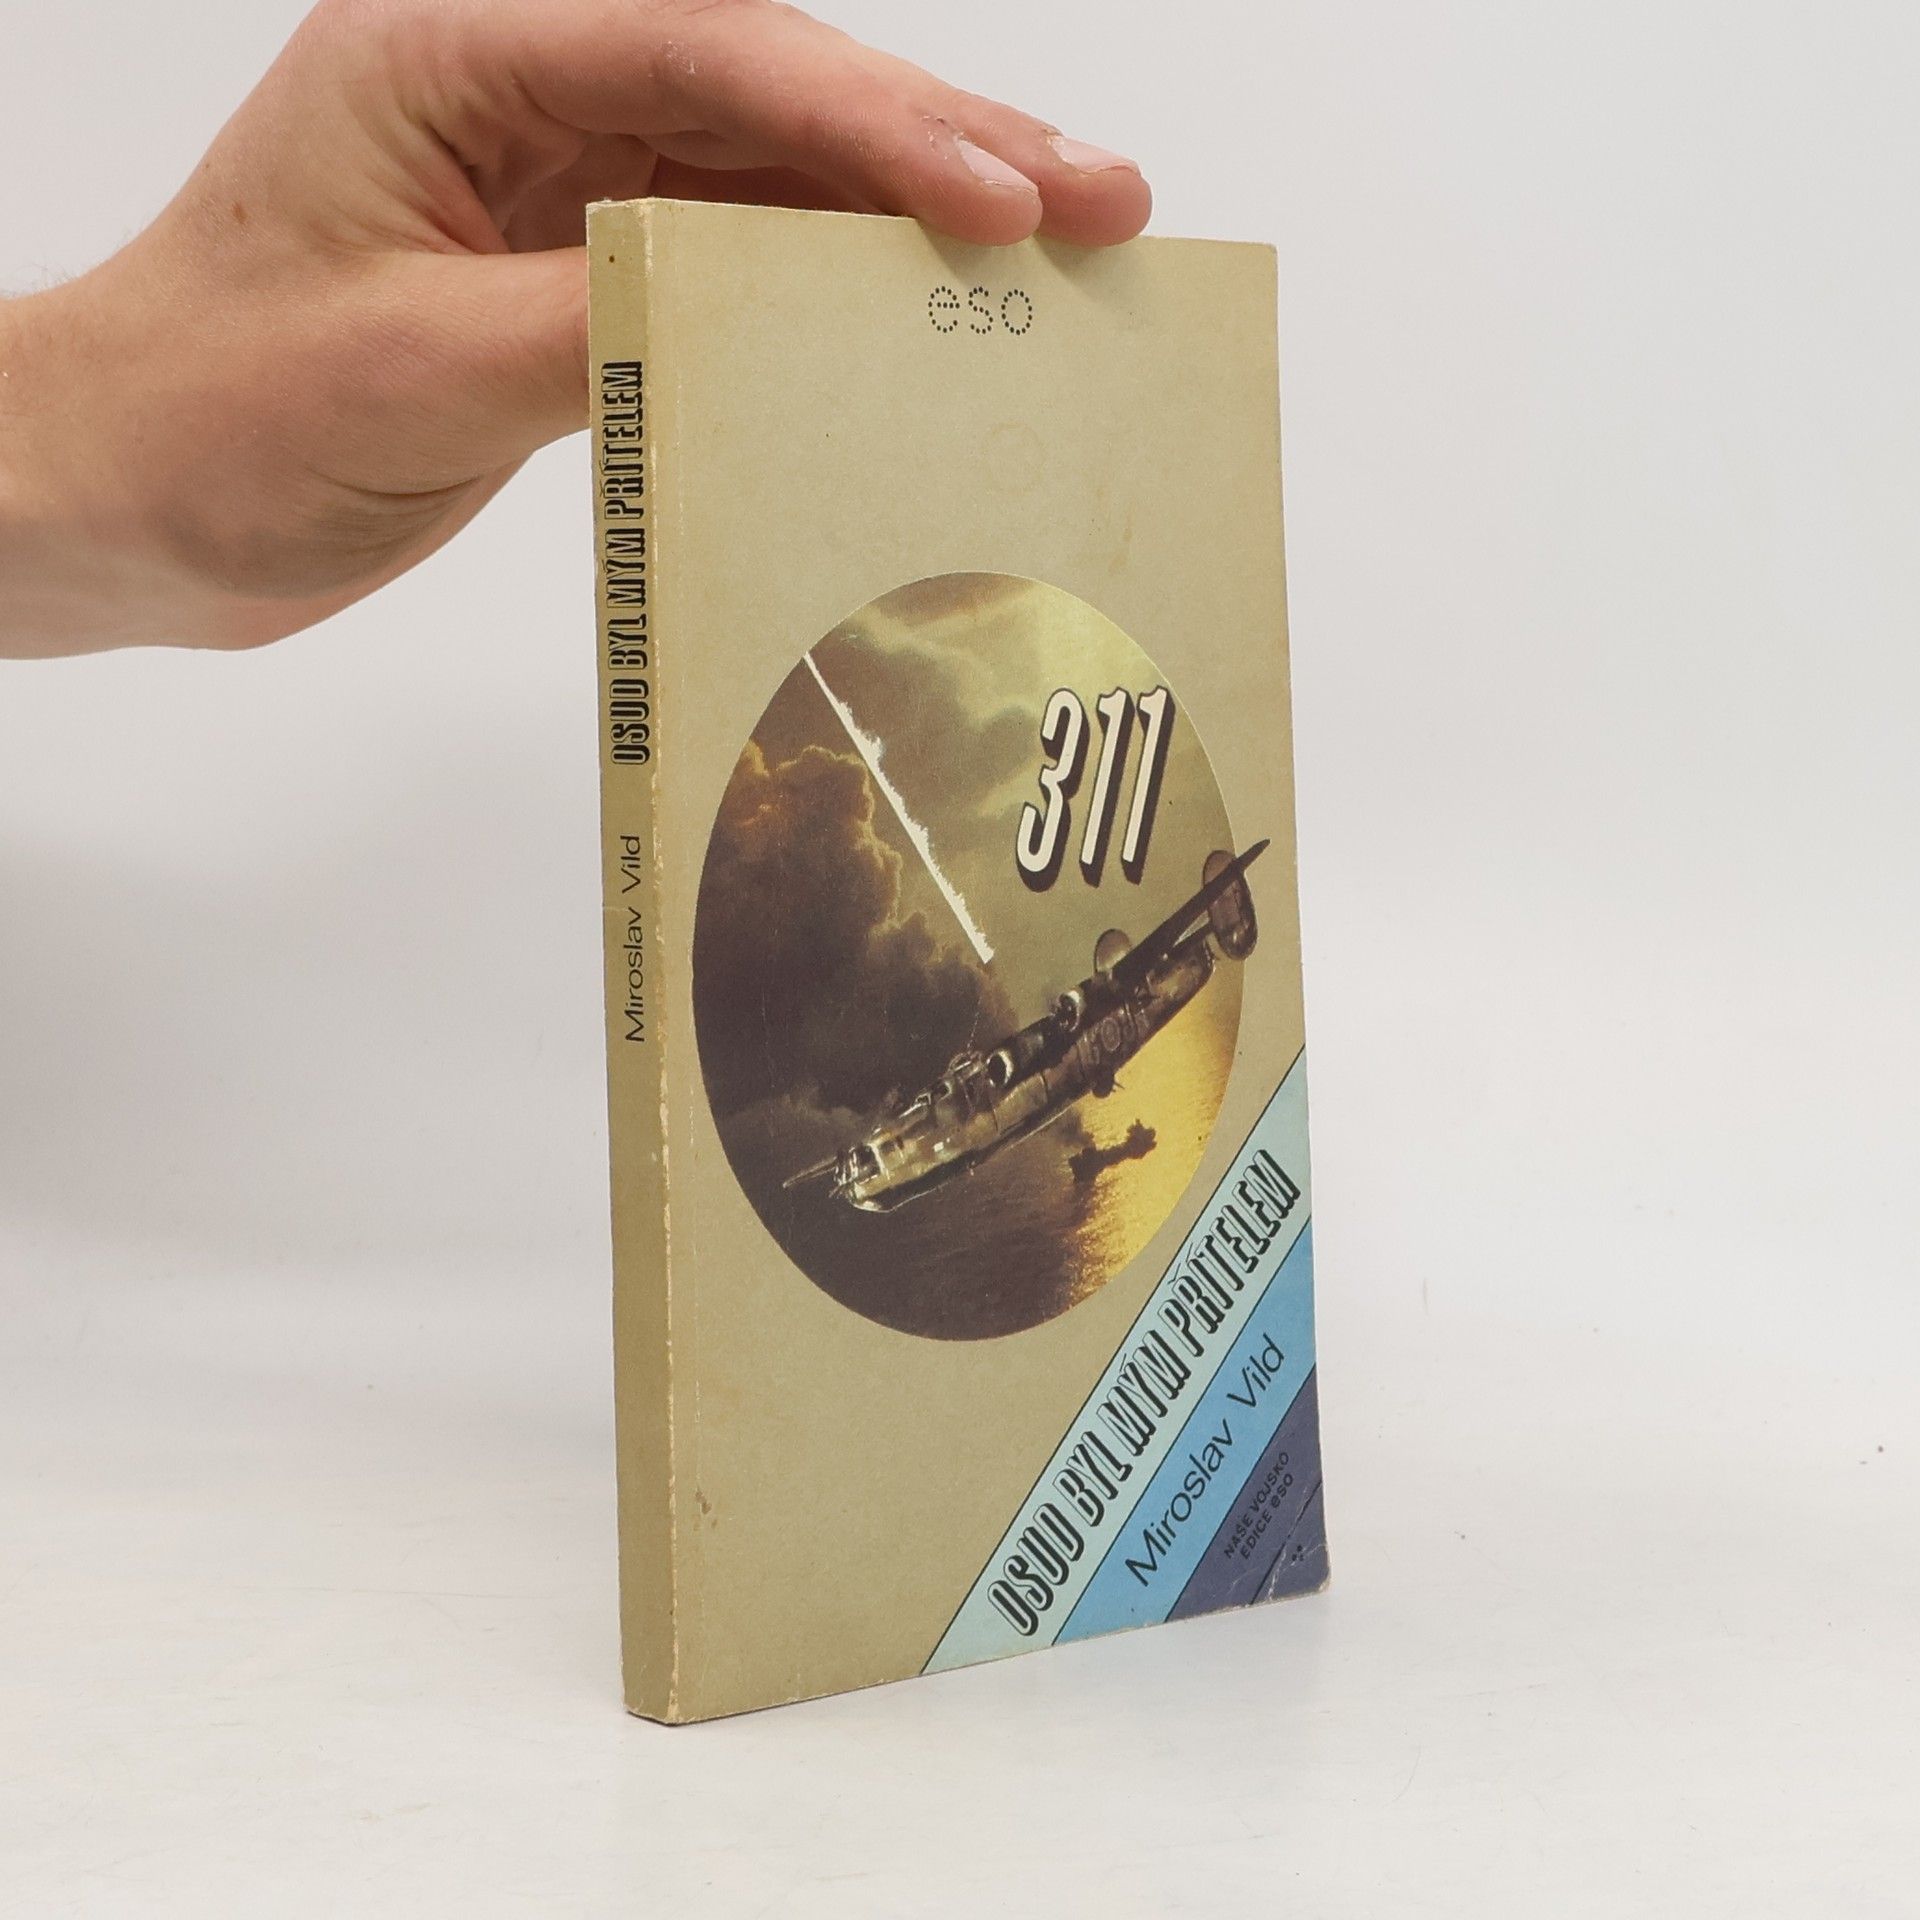 OSUD BYL MÝM PŘÍTELEM
Miroslav Vild
eso
311
OSUD BYL MÝM PŘÍTELEM
Miroslav Vild
NAŠE VOJSKO
EDICE eso